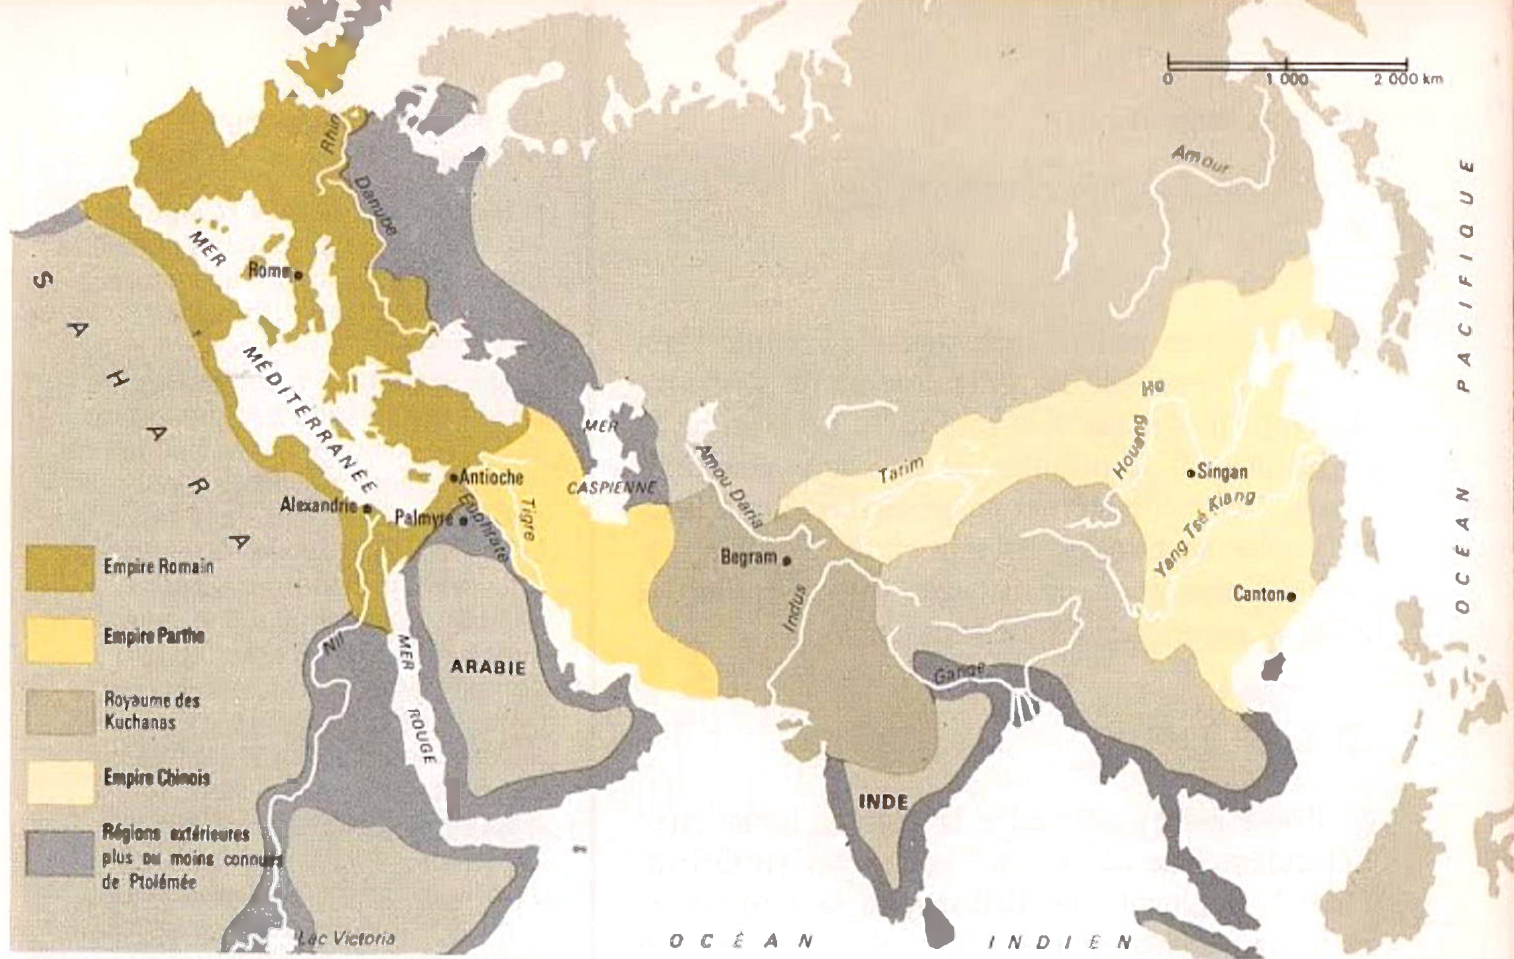 0 1 000 2 000 km
Rhin
Amour
Danube
MER
Rome
SAHARA
MÉDITERRANÉE
MER
CASPIENNE
Houang Ho
Amou Daria
Tarim
Singan
Antioche
Alexandrie
Palmyre
Euphrate
Tigre
Yang Tsé Kiang
Begram
Indus
Canton
Nil
MER ROUGE
ARABIE
Gange
INDE
OCÉAN PACIFIQUE
Empire Romain
Empire Parthe
Royaume des
Kuchanas
Empire Chinois
Régions extérieures
plus ou moins connues
de Ptolémée
Lac Victoria
OCÉAN INDIEN